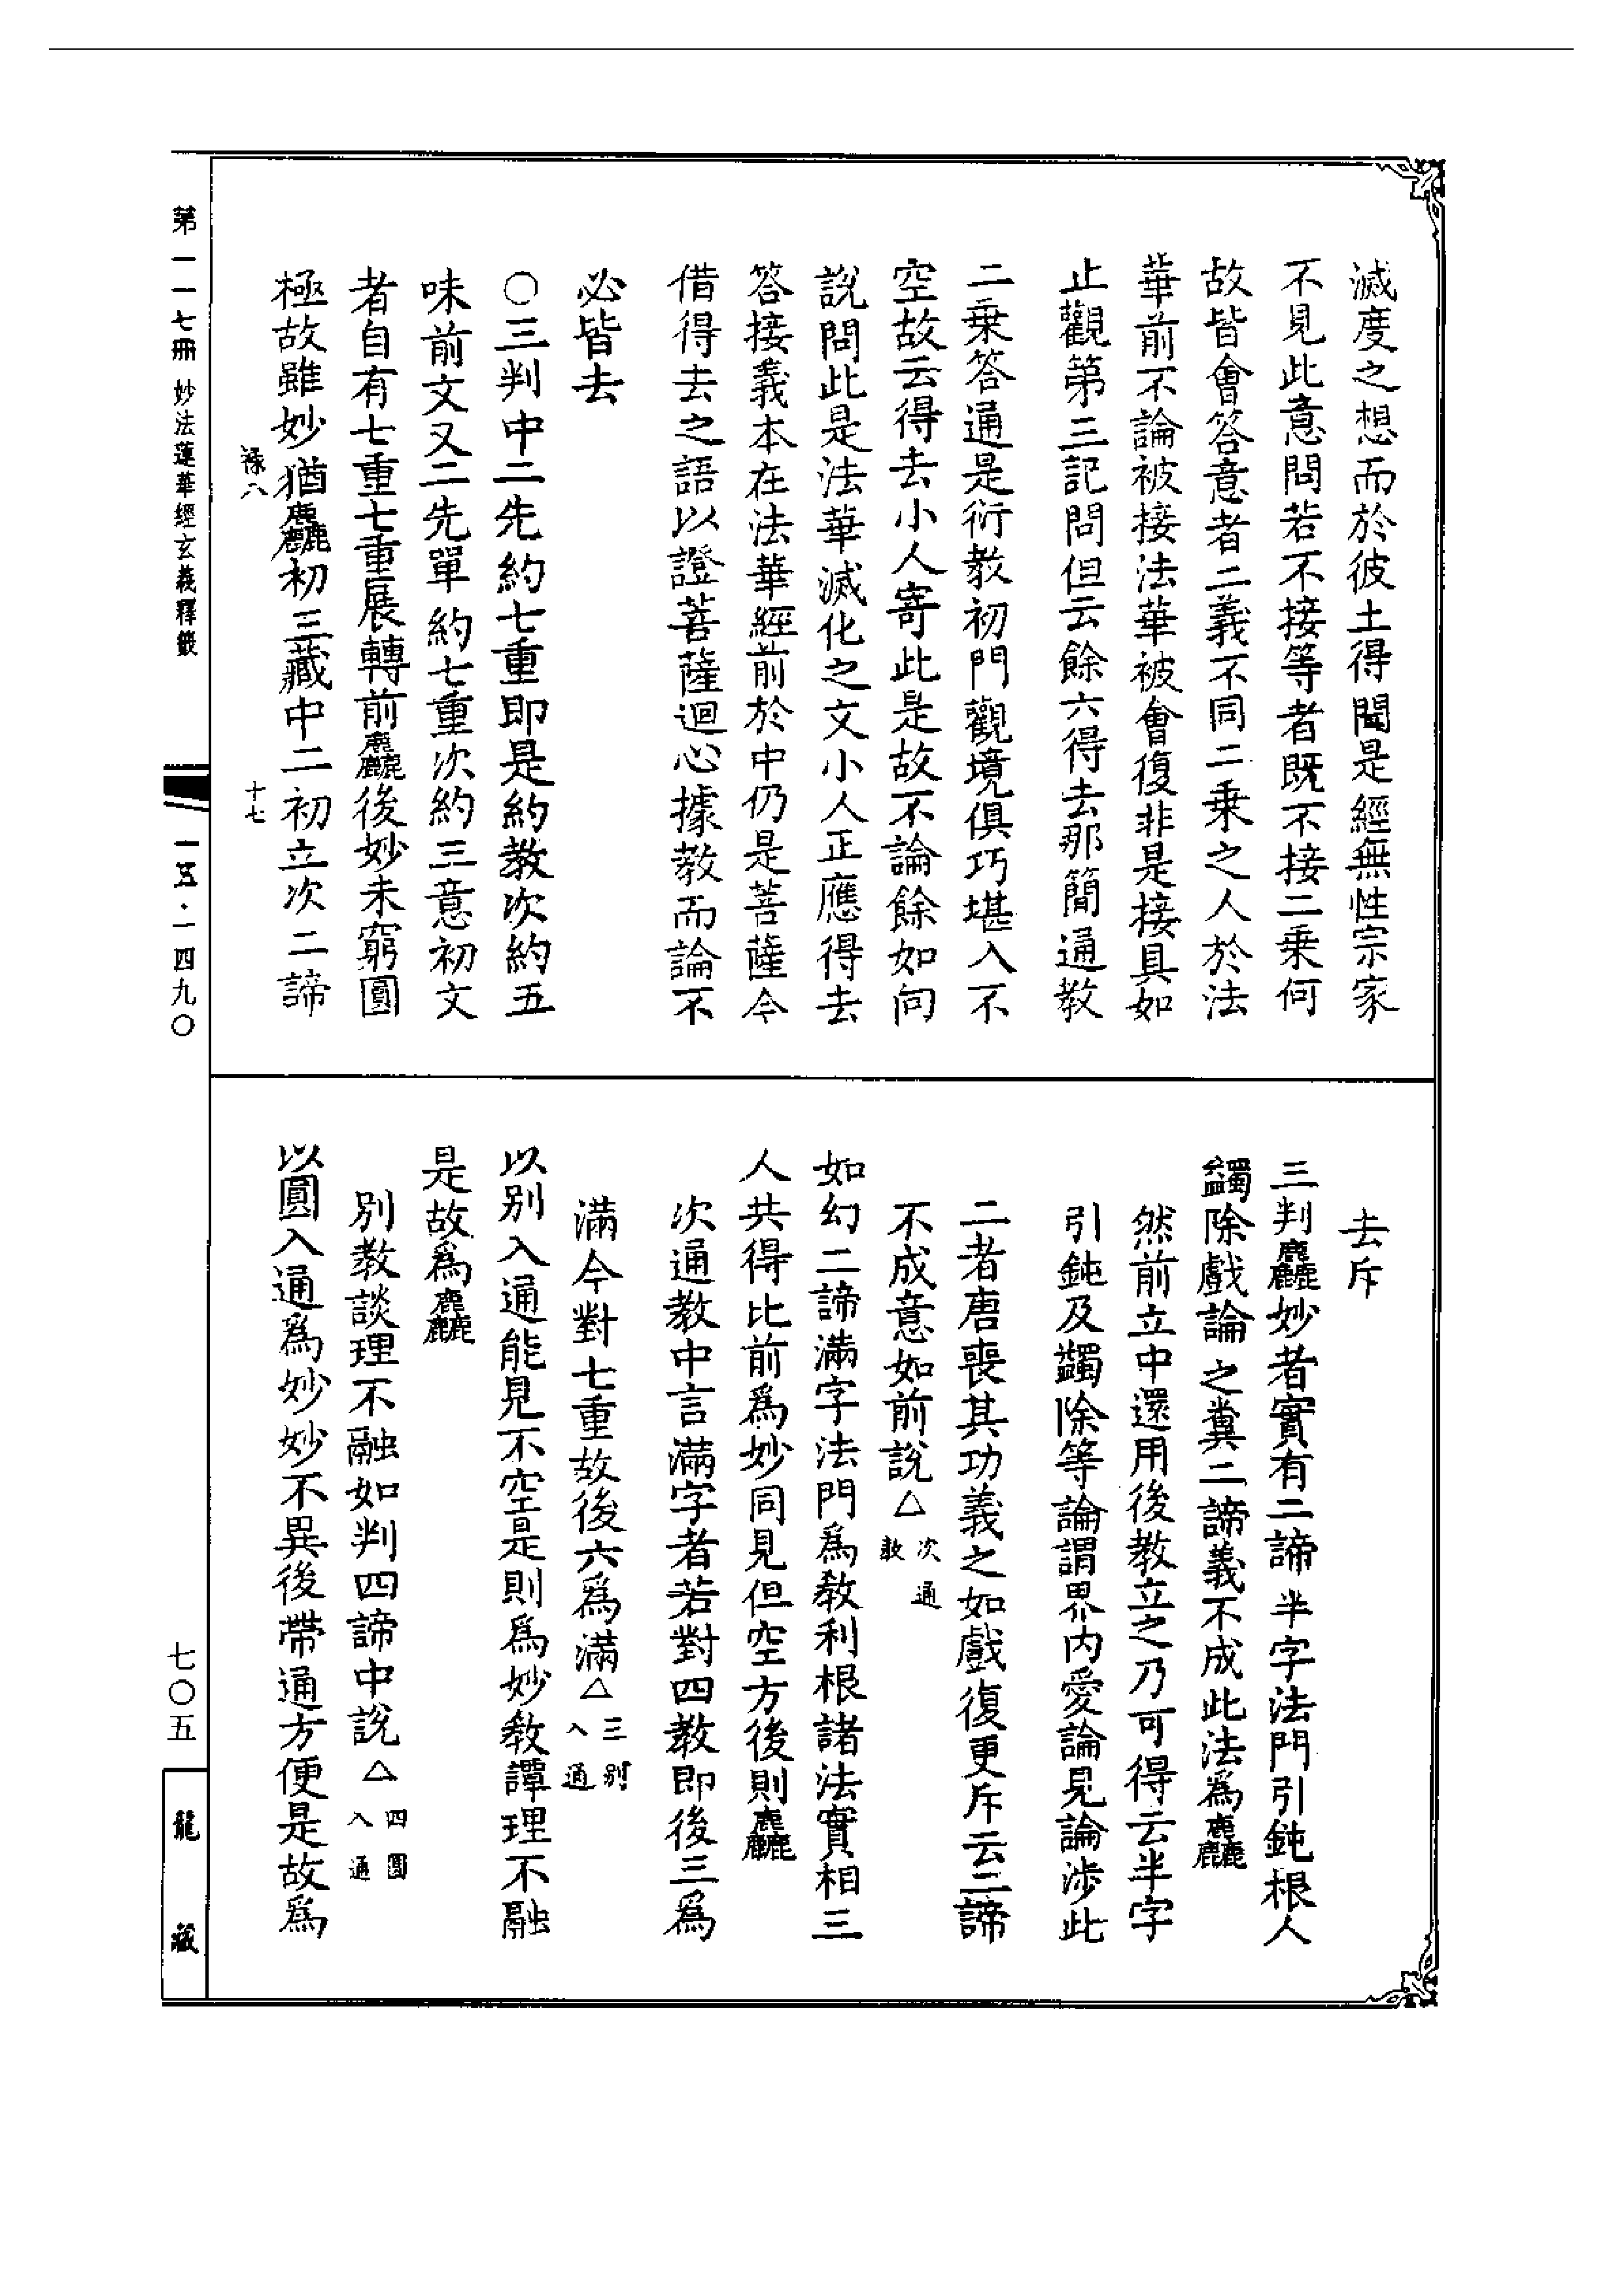 滅度之想而於彼土得聞是經無性宗家
不見此意問若不接等者既不接二乗何
故皆會答意者二義不同二乗之人於法
華前不論被接法華被會復非是接具如
止觀第三記問但云餘六得去那簡通教
二乗答通是衍教初門觀境俱巧堪入不
空故云得去小人寄此是故不論餘如向
說問此是法華滅化之文小人正應得去
答接義本在法華經前於中仍是菩薩今
借得去之語以證菩薩迴心據教而論不
必皆去
〇三判中二先約七重即是約教次約五
味前文又二先單約七重次約三意初文
者自有七重七重展轉前麤後妙未窮圓
極故雖妙猶麤初三藏中二初立次二諦
祿八 十七
去斥
三判麤妙者實有二諦半字法門引鈍根人
蠲除戲論之糞二諦義不成此法爲麤
然前立中還用後教立之乃可得云半字
引鈍及蠲除等論謂界内愛論見論涉此
二者唐喪其功義之如戲復更斥云二諦
不成意如前說△次通教
如幻二諦滿字法門爲教利根諸法實相三
人共得比前爲妙同見但空方後則麤
次通教中言滿字者若對四教即後三爲
滿今對七重故後六爲滿△三別入通
以别入通能見不空是則爲妙教譚理不融
是故爲麤
別教談理不融如判四諦中說△四圓入通
以圓入通爲妙妙不異後帶通方便是故爲
第一一七冊 妙法蓮華經玄義釋籤 一五·一四九〇
七〇五
龍藏